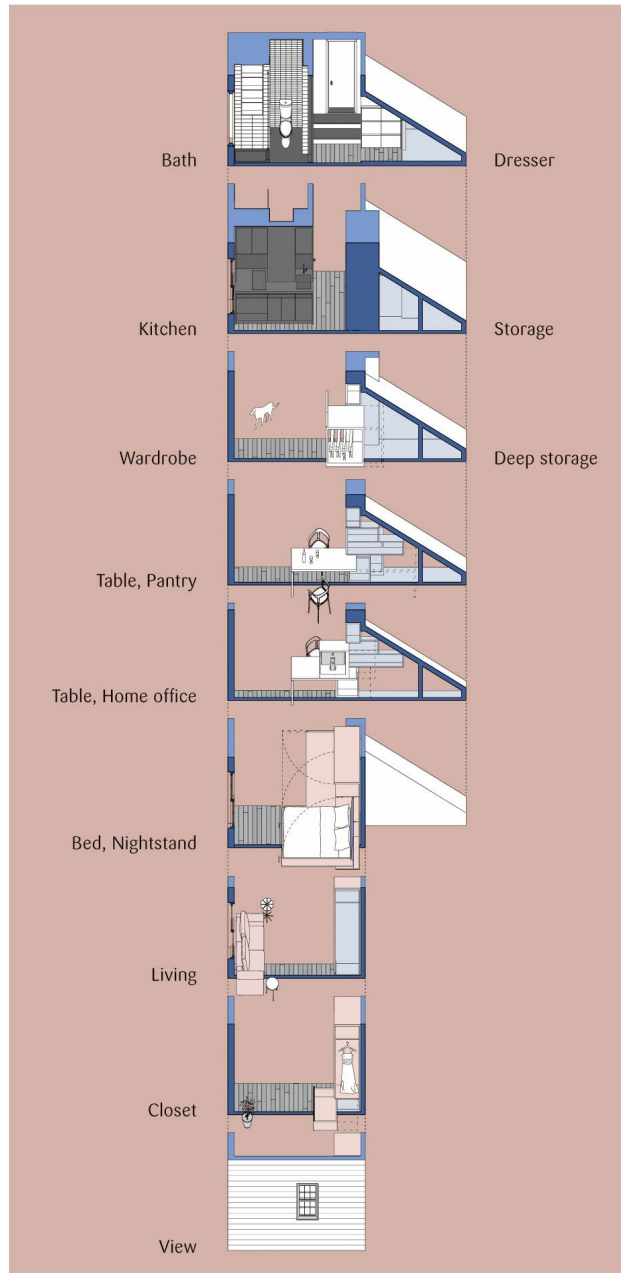 Bath
Dresser
Kitchen
Storage
Wardrobe
Deep storage
Table, Pantry
Table, Home office
Bed, Nightstand
Living
Closet
View